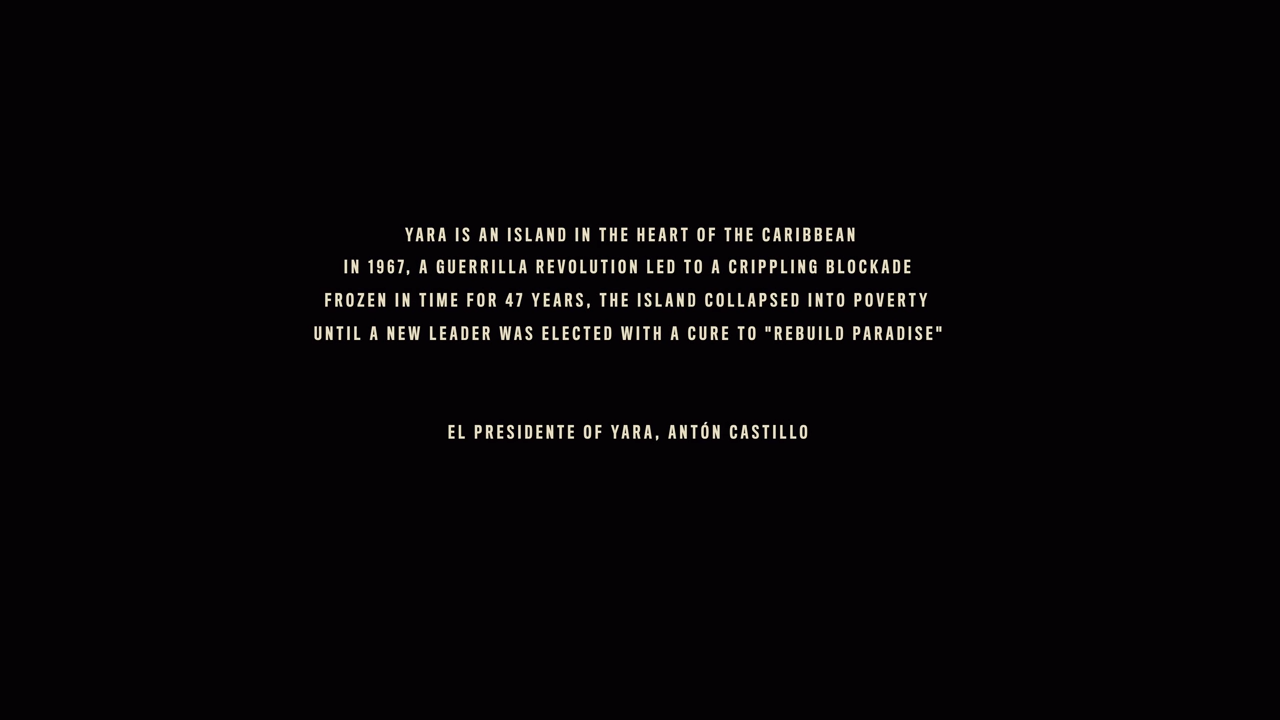 YARA IS AN ISLAND IN THE HEART OF THE CARIBBEAN
IN 1967, A GUERRILLA REVOLUTION LED TO A CRIPPLING BLOCKADE
FROZEN IN TIME FOR 47 YEARS, THE ISLAND COLLAPSED INTO POVERTY
UNTIL A NEW LEADER WAS ELECTED WITH A CURE TO "REBUILD PARADISE"
EL PRESIDENTE OF YARA, ANTÓN CASTILLO